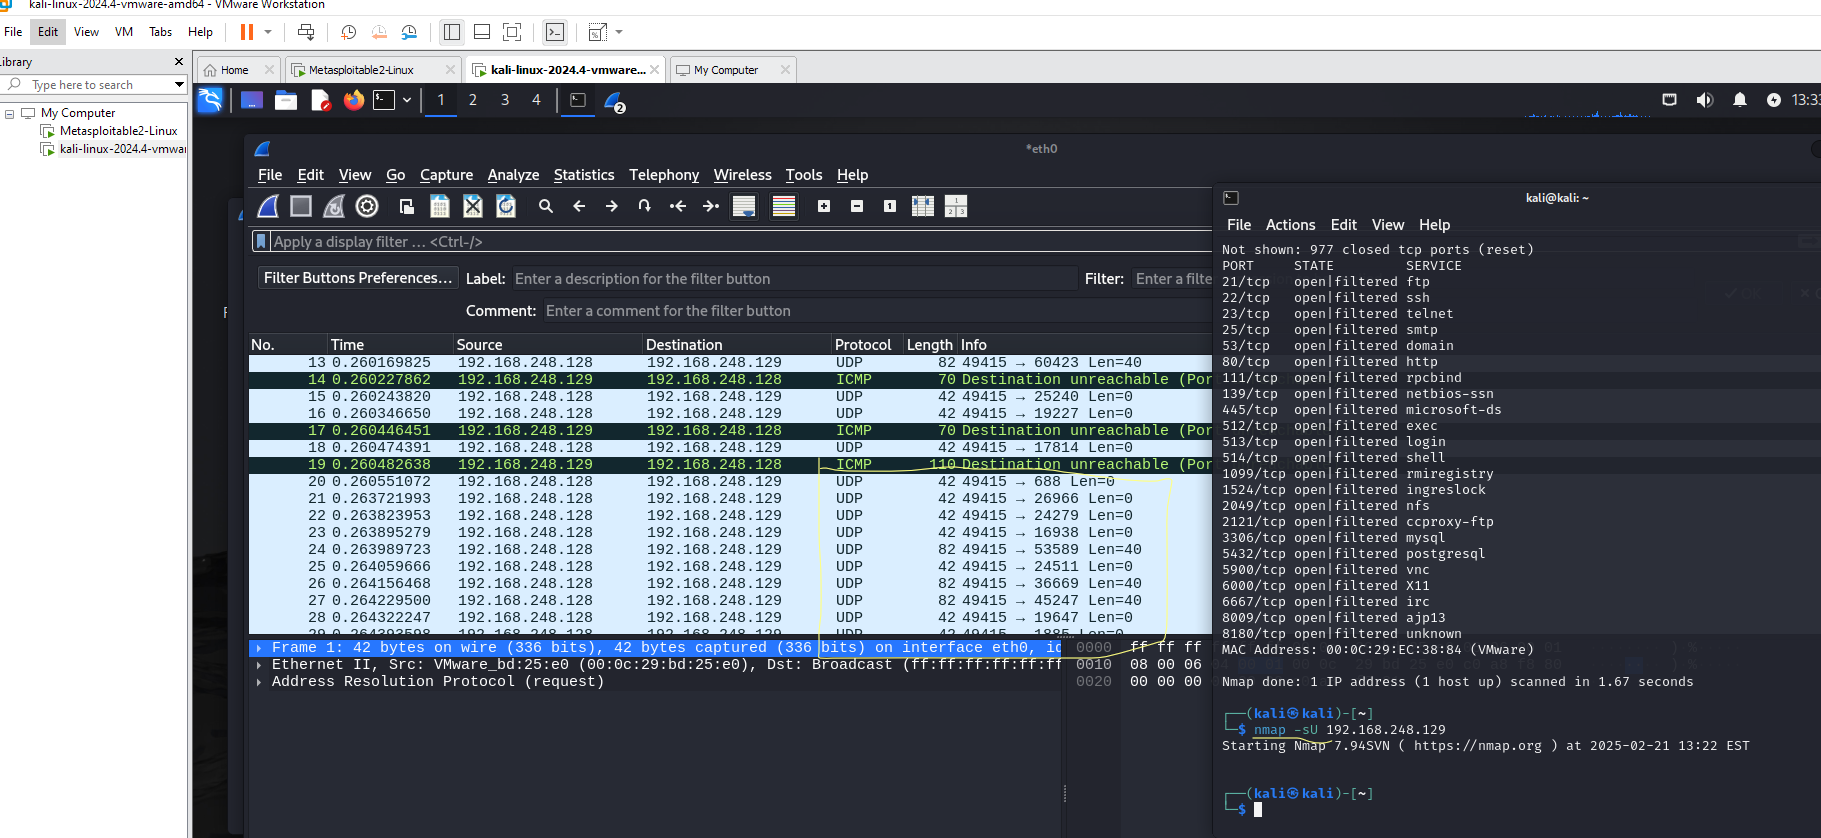 kali-linux-2024.4-vmware-amd64 - VMware Workstation
File Edit View VM Tabs Help
Library
Type here to search
My Computer
Metasploitable2-Linux
kali-linux-2024.4-vmwar
Home Metasploitable2-Linux kali-linux-2024.4-vmware... My Computer
1 2 3 4 2 13:33
*eth0
File Edit View Go Capture Analyze Statistics Telephony Wireless Tools Help
Apply a display filter … <Ctrl-/>
Filter Buttons Preferences… Label: Enter a description for the filter button Filter: Enter a filte
Comment: Enter a comment for the filter button
No. Time Source Destination Protocol Length Info
13 0.260169825 192.168.248.128 192.168.248.129 UDP 82 49415 → 60423 Len=40
14 0.260227862 192.168.248.129 192.168.248.128 ICMP 70 Destination unreachable (Por
15 0.260243820 192.168.248.128 192.168.248.129 UDP 42 49415 → 25240 Len=0
16 0.260346650 192.168.248.128 192.168.248.129 UDP 42 49415 → 19227 Len=0
17 0.260446451 192.168.248.129 192.168.248.128 ICMP 70 Destination unreachable (Por
18 0.260474391 192.168.248.128 192.168.248.129 UDP 42 49415 → 17814 Len=0
19 0.260482638 192.168.248.129 192.168.248.128 ICMP 110 Destination unreachable (Por
20 0.260551072 192.168.248.128 192.168.248.129 UDP 42 49415 → 688 Len=0
21 0.263721993 192.168.248.128 192.168.248.129 UDP 42 49415 → 26966 Len=0
22 0.263823953 192.168.248.128 192.168.248.129 UDP 42 49415 → 24279 Len=0
23 0.263895279 192.168.248.128 192.168.248.129 UDP 42 49415 → 16938 Len=0
24 0.263989723 192.168.248.128 192.168.248.129 UDP 82 49415 → 53589 Len=40
25 0.264059666 192.168.248.128 192.168.248.129 UDP 42 49415 → 24511 Len=0
26 0.264156468 192.168.248.128 192.168.248.129 UDP 82 49415 → 36669 Len=40
27 0.264229500 192.168.248.128 192.168.248.129 UDP 82 49415 → 45247 Len=40
28 0.264322247 192.168.248.128 192.168.248.129 UDP 42 49415 → 19647 Len=0
29 0.264393598 192.168.248.128 192.168.248.129 UDP 42 49415 → 1885 Len=0
Frame 1: 42 bytes on wire (336 bits), 42 bytes captured (336 bits) on interface eth0, id
Ethernet II, Src: VMware_bd:25:e0 (00:0c:29:bd:25:e0), Dst: Broadcast (ff:ff:ff:ff:ff:ff
Address Resolution Protocol (request)
0000 ff ff ff
0010 08 00 06
0020 00 00 00
kali@kali: ~
File Actions Edit View Help
Not shown: 977 closed tcp ports (reset)
PORT STATE SERVICE
21/tcp open|filtered ftp
22/tcp open|filtered ssh
23/tcp open|filtered telnet
25/tcp open|filtered smtp
53/tcp open|filtered domain
80/tcp open|filtered http
111/tcp open|filtered rpcbind
139/tcp open|filtered netbios-ssn
445/tcp open|filtered microsoft-ds
512/tcp open|filtered exec
513/tcp open|filtered login
514/tcp open|filtered shell
1099/tcp open|filtered rmiregistry
1524/tcp open|filtered ingreslock
2049/tcp open|filtered nfs
2121/tcp open|filtered ccproxy-ftp
3306/tcp open|filtered mysql
5432/tcp open|filtered postgresql
5900/tcp open|filtered vnc
6000/tcp open|filtered X11
6667/tcp open|filtered irc
8009/tcp open|filtered ajp13
8180/tcp open|filtered unknown
MAC Address: 00:0C:29:EC:38:84 (VMware)
Nmap done: 1 IP address (1 host up) scanned in 1.67 seconds
┌──(kali㉿kali)-[~]
└─$ nmap -sU 192.168.248.129
Starting Nmap 7.94SVN ( https://nmap.org ) at 2025-02-21 13:22 EST
┌──(kali㉿kali)-[~]
└─$